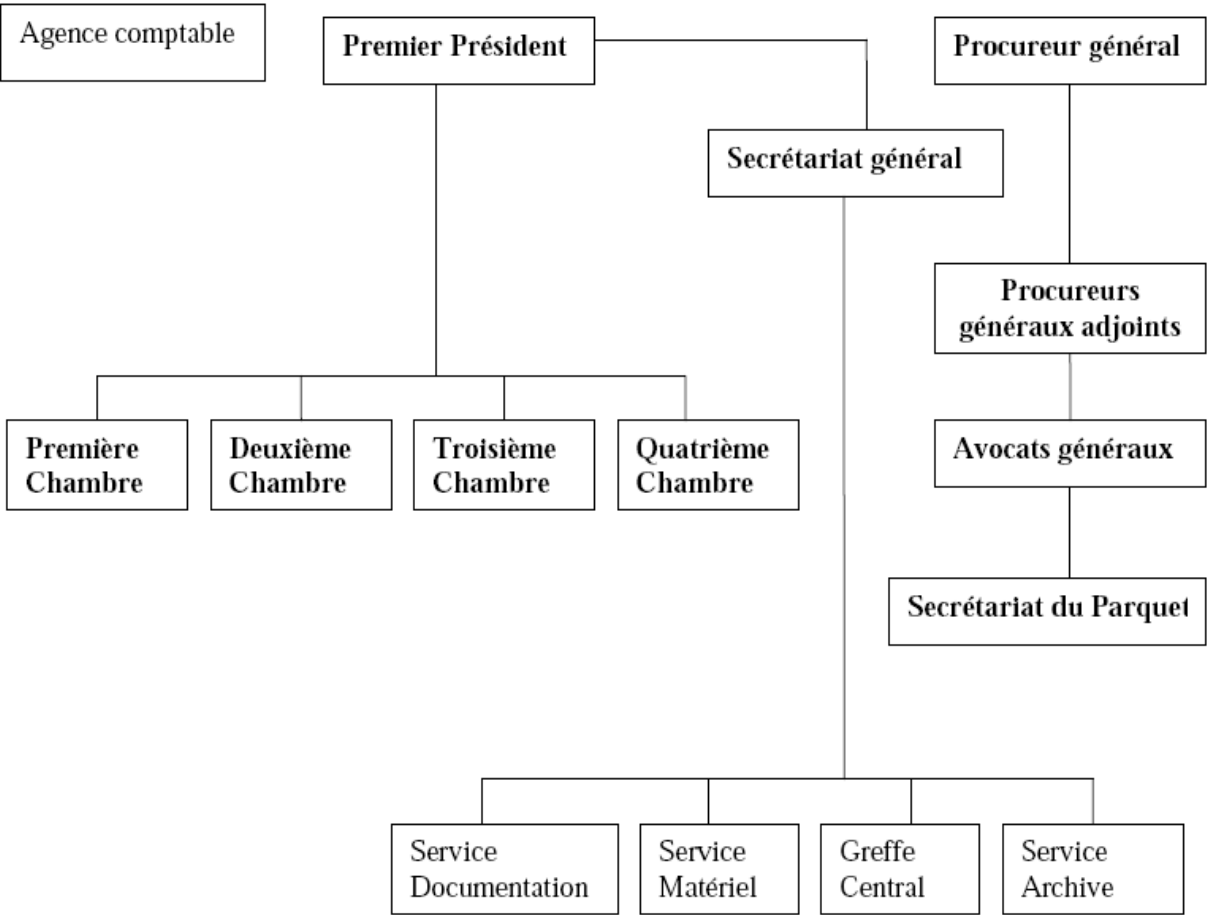 Agence comptable
Premier Président
Procureur général
Secrétariat général
Procureurs
généraux adjoints
Première
Chambre
Deuxième
Chambre
Troisième
Chambre
Quatrième
Chambre
Avocats généraux
Secrétariat du Parquet
Service
Documentation
Service
Matériel
Greffe
Central
Service
Archive